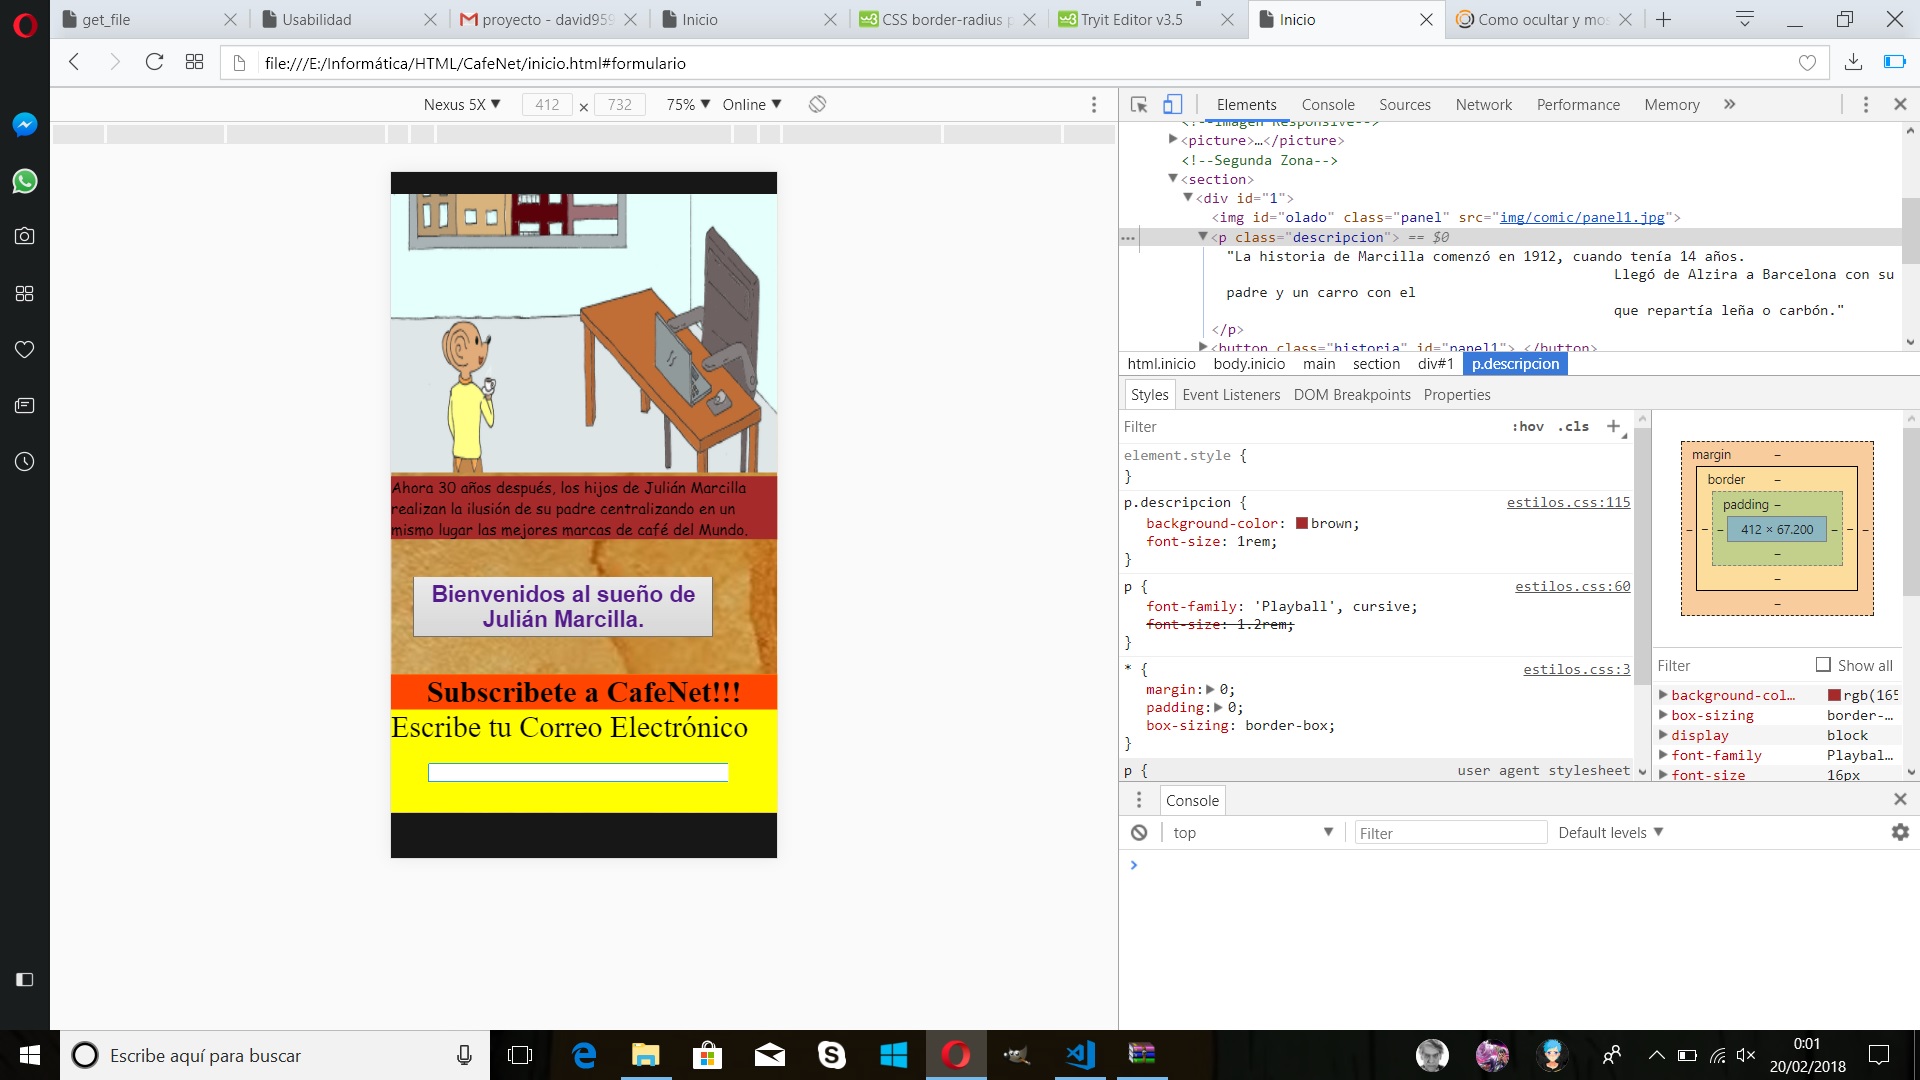 get_file
Usabilidad
proyecto - david959
Inicio
CSS border-radius p
Tryit Editor v3.5
Inicio
Como ocultar y mos
file:///E:/Informática/HTML/CafeNet/inicio.html#formulario
Nexus 5X 412 × 732 75% Online
Elements Console Sources Network Performance Memory »
<!--Imagen Responsive-->
<picture>…</picture>
<!--Segunda Zona-->
<section>
<div id="1">
<img id="olado" class="panel" src="img/comic/panel1.jpg">
<p class="descripcion"> == $0
"La historia de Marcilla comenzó en 1912, cuando tenía 14 años.
Llegó de Alzira a Barcelona con su
padre y un carro con el
que repartía leña o carbón."
</p>
<button class="historia" id="panel1"> </button>
html.inicio body.inicio main section div#1 p.descripcion
Styles Event Listeners DOM Breakpoints Properties
Filter :hov .cls
element.style {
}
p.descripcion { estilos.css:115
background-color: brown;
font-size: 1rem;
}
p { estilos.css:60
font-family: 'Playball', cursive;
font-size: 1.2rem;
}
* { estilos.css:3
margin: 0;
padding: 0;
box-sizing: border-box;
}
p { user agent stylesheet
margin –
border –
padding –
– – – 412 × 67.200 – – –
–
–
–
Filter Show all
background-col… rgb(165
box-sizing border-…
display block
font-family Playbal…
font-size 16px
Console
top Filter Default levels
Ahora 30 años después, los hijos de Julián Marcilla
realizan la ilusión de su padre centralizando en un
mismo lugar las mejores marcas de café del Mundo.
Bienvenidos al sueño de
Julián Marcilla.
Subscribete a CafeNet!!!
Escribe tu Correo Electrónico
Escribe aquí para buscar
0:01
20/02/2018